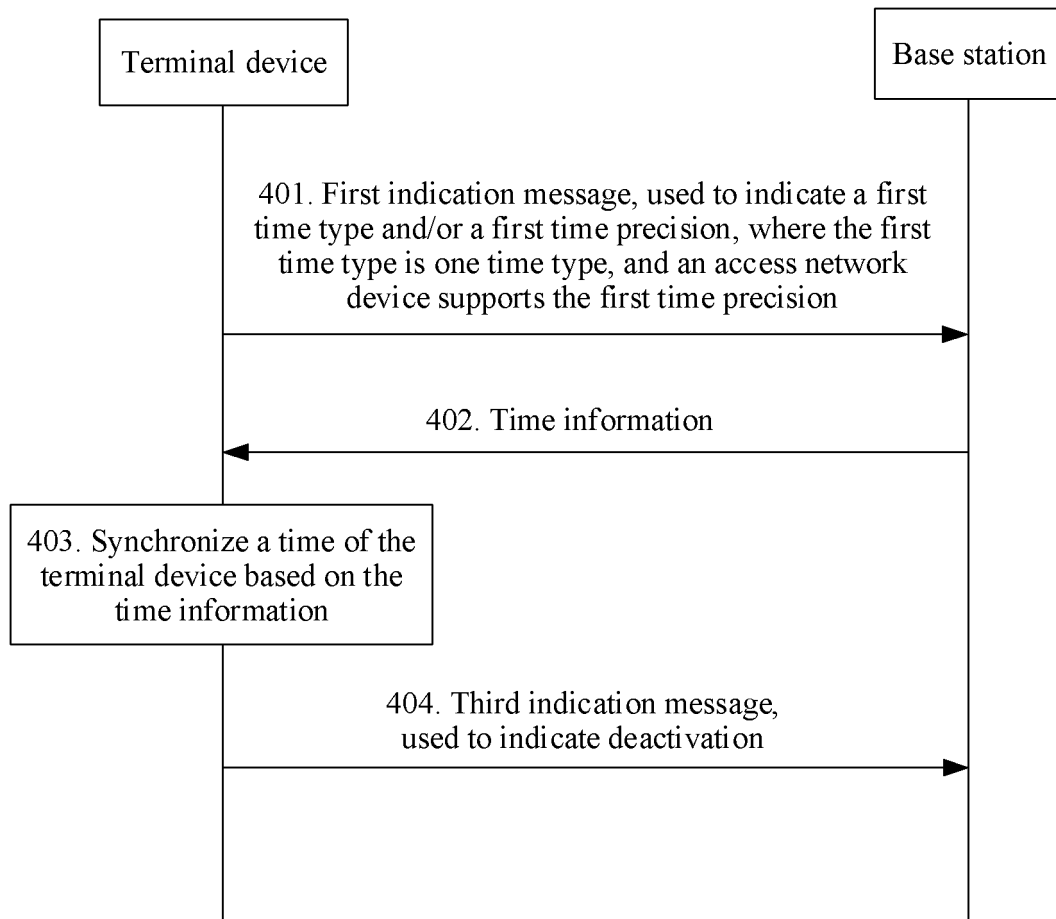 Terminal device
Base station
401. First indication message, used to indicate a first
time type and/or a first time precision, where the first
time type is one time type, and an access network
device supports the first time precision
402. Time information
403. Synchronize a time of the
terminal device based on the
time information
404. Third indication message,
used to indicate deactivation